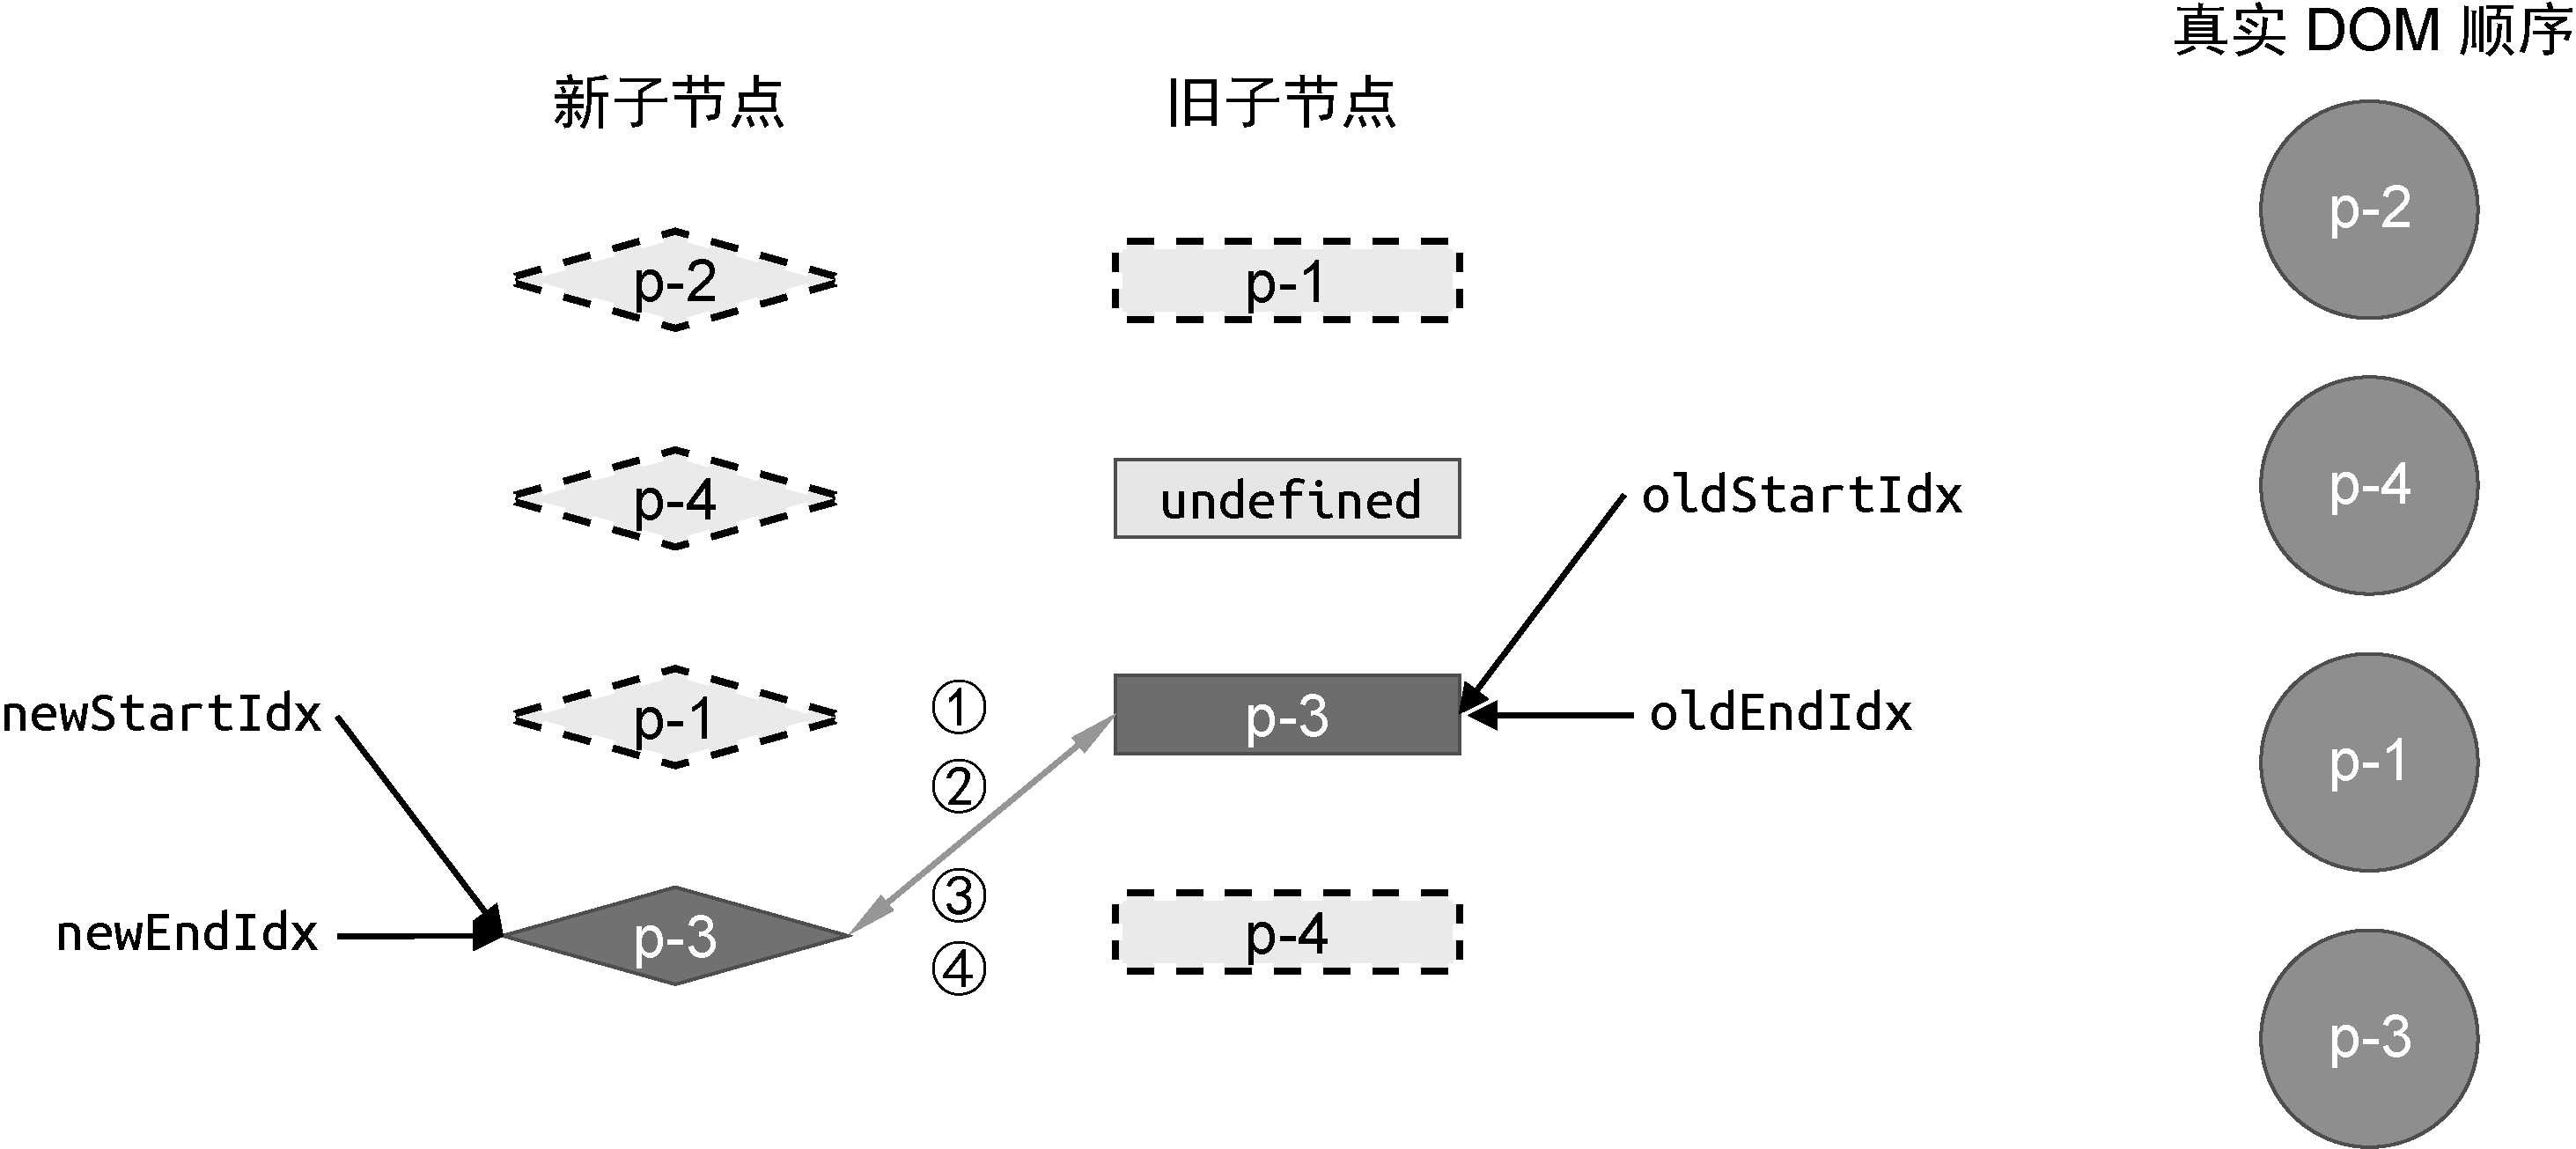 真实 DOM 顺序
新子节点
旧子节点
p-2
p-2
p-1
p-4
p-4
undefined
oldStartIdx
newStartIdx
p-1
①
p-3
oldEndIdx
p-1
②
newEndIdx
p-3
③
p-4
④
p-3